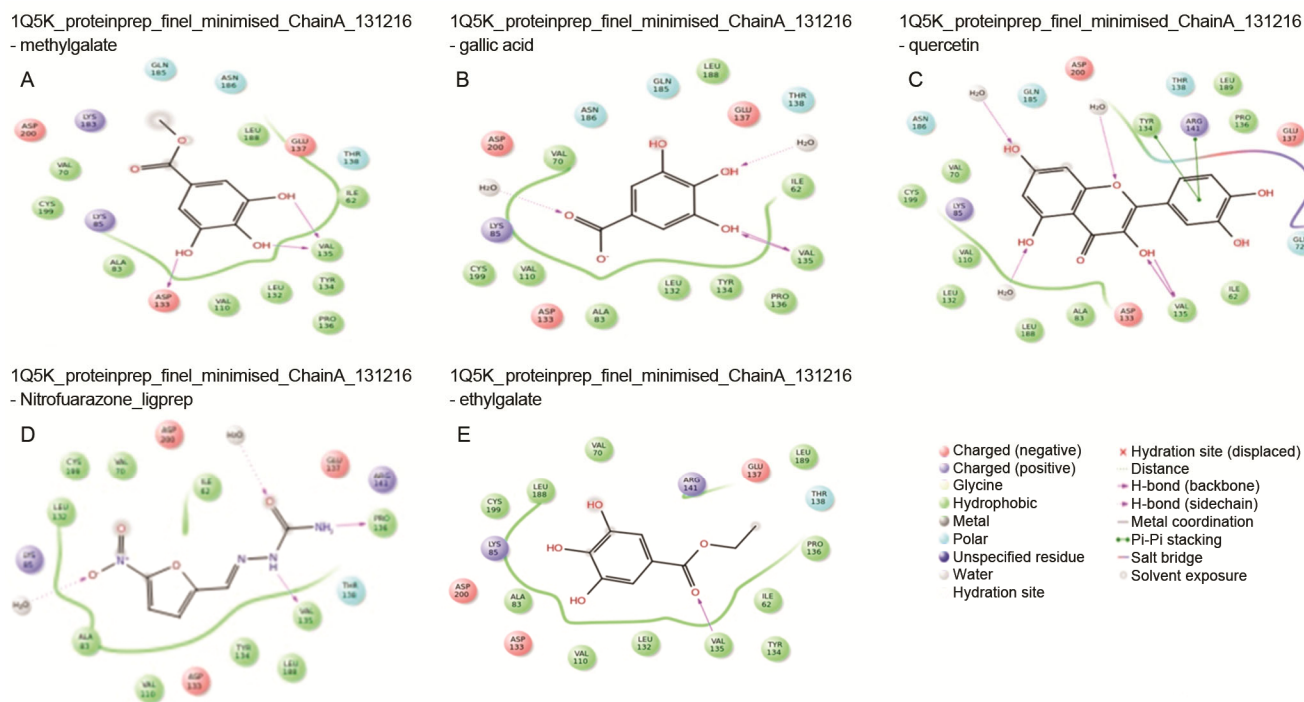 1Q5K_proteinprep_finel_minimised_ChainA_131216
- methylgalate
A
GLN
185
ASN
186
LYS
183
ASP
200
LEU
188
GLU
137
THR
138
VAL
70
O
O
ILE
62
CYS
199
LYS
85
OH
OH
HO
VAL
135
ALA
83
ASP
133
VAL
110
LEU
132
TYR
134
PRO
136
1Q5K_proteinprep_finel_minimised_ChainA_131216
- gallic acid
B
LEU
188
GLN
185
THR
138
ASN
186
GLU
137
ASP
200
VAL
70
HO
OH
H₂O
H₂O
ILE
62
O
LYS
85
OH
O⁻
VAL
135
CYS
199
VAL
110
LEU
132
TYR
134
PRO
136
ASP
133
ALA
83
1Q5K_proteinprep_finel_minimised_ChainA_131216
- quercetin
C
ASP
200
H₂O
GLN
185
THR
138
LEU
189
H₂O
ASN
186
TYR
134
ARG
141
PRO
136
GLU
137
HO
VAL
70
CYS
199
LYS
85
O
OH
OH
OH
O
OH
VAL
110
H₂O
LEU
132
LEU
188
ALA
83
ASP
133
VAL
135
ILE
62
1Q5K_proteinprep_finel_minimised_ChainA_131216
- Nitrofuarazone_ligprep
D
ASP
200
H₂O
VAL
70
GLU
137
ILE
62
O
LEU
132
NH₂
PRO
136
O
N⁺
O⁻
O
N
N
H
LYS
85
H₂O
THR
138
VAL
135
ALA
83
TYR
134
LEU
188
ASP
133
VAL
110
1Q5K_proteinprep_finel_minimised_ChainA_131216
- ethylgalate
E
VAL
70
LEU
189
GLU
137
ARG
141
LEU
188
THR
138
CYS
199
HO
O
LYS
85
HO
PRO
136
O
HO
ASP
200
ALA
83
ILE
62
ASP
133
VAL
110
LEU
132
VAL
135
TYR
134
Charged (negative)
Charged (positive)
Glycine
Hydrophobic
Metal
Polar
Unspecified residue
Water
Hydration site
Hydration site (displaced)
Distance
H-bond (backbone)
H-bond (sidechain)
Metal coordination
Pi-Pi stacking
Salt bridge
Solvent exposure